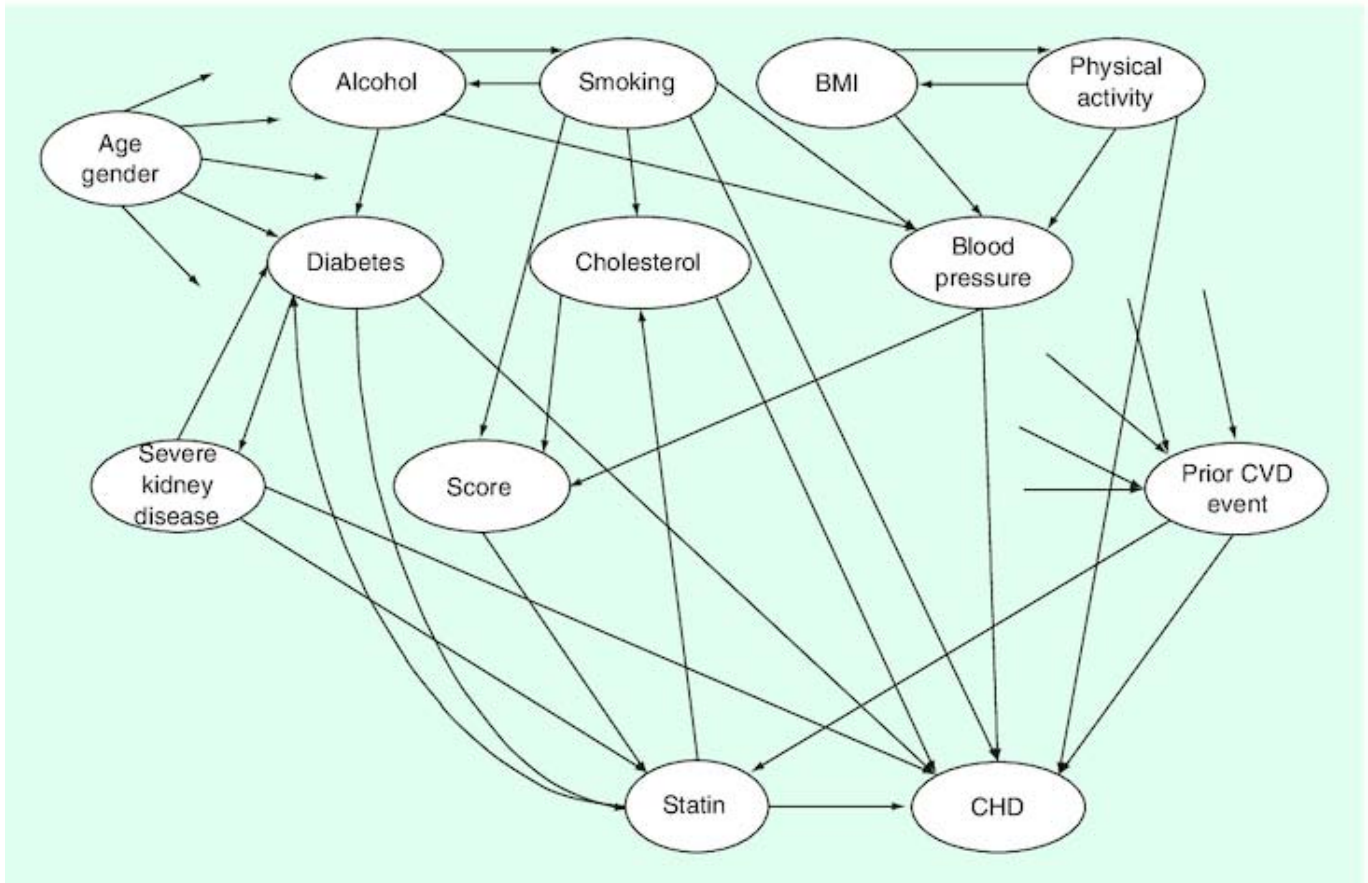 Alcohol
Smoking
BMI
Physical
activity
Age
gender
Diabetes
Cholesterol
Blood
pressure
Severe
kidney
disease
Score
Prior CVD
event
Statin
CHD